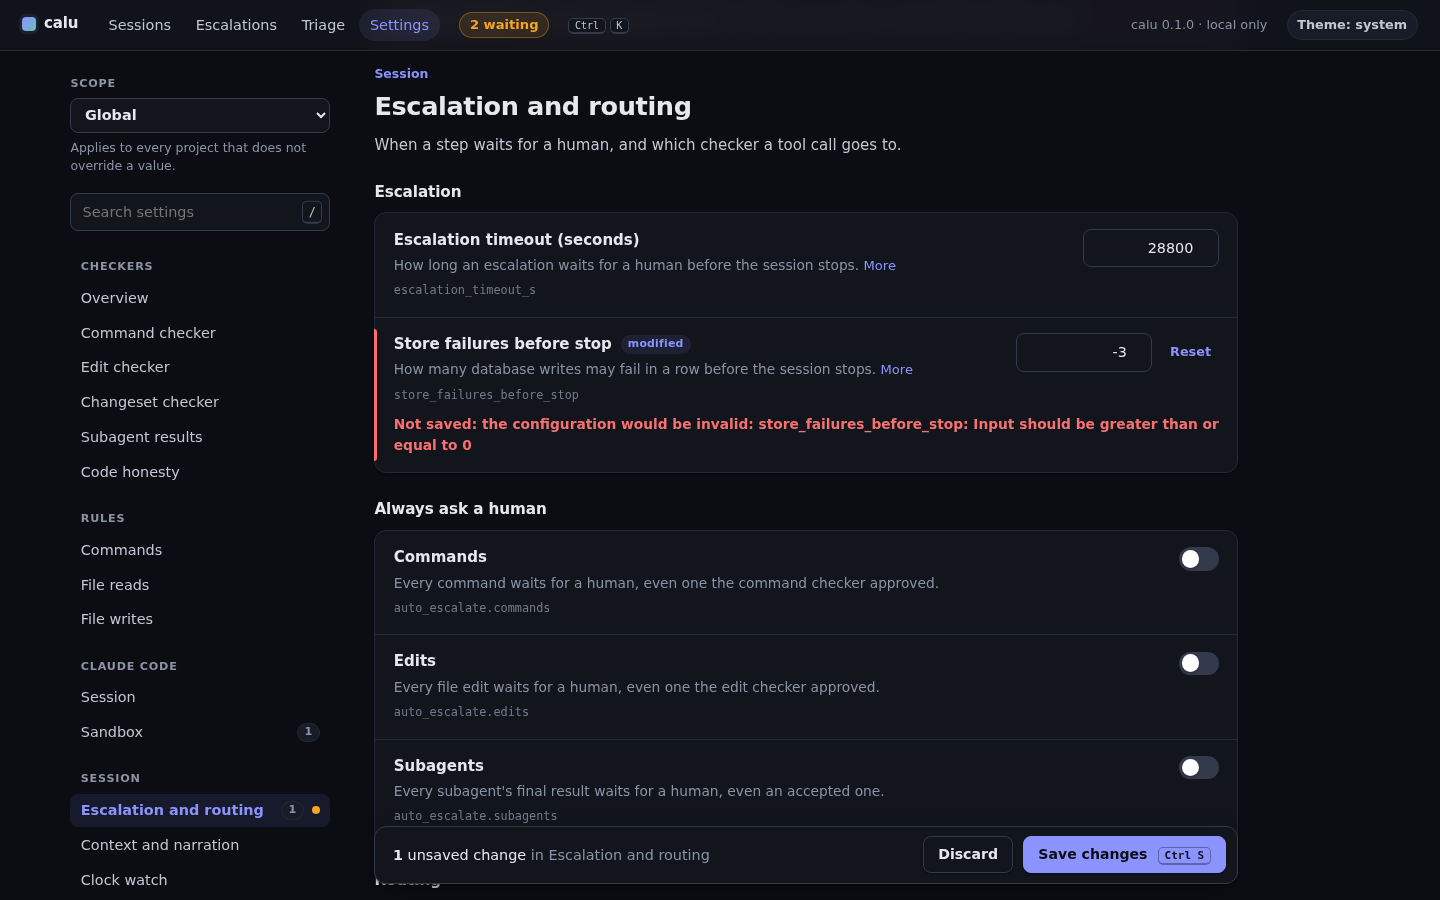 calu
Sessions
Escalations
Triage
Settings
2 waiting
Ctrl K
calu 0.1.0 · local only
Theme: system
SCOPE
Global
Applies to every project that does not
override a value.
Search settings /
CHECKERS
Overview
Command checker
Edit checker
Changeset checker
Subagent results
Code honesty
RULES
Commands
File reads
File writes
CLAUDE CODE
Session
Sandbox 1
SESSION
Escalation and routing 1
Context and narration
Clock watch
Session
Escalation and routing
When a step waits for a human, and which checker a tool call goes to.
Escalation
Escalation timeout (seconds)
28800
How long an escalation waits for a human before the session stops. More
escalation_timeout_s
Store failures before stop modified
-3 Reset
How many database writes may fail in a row before the session stops. More
store_failures_before_stop
Not saved: the configuration would be invalid: store_failures_before_stop: Input should be greater than or
equal to 0
Always ask a human
Commands
Every command waits for a human, even one the command checker approved.
auto_escalate.commands
Edits
Every file edit waits for a human, even one the edit checker approved.
auto_escalate.edits
Subagents
Every subagent's final result waits for a human, even an accepted one.
auto_escalate.subagents
1 unsaved change in Escalation and routing
Discard
Save changes Ctrl S